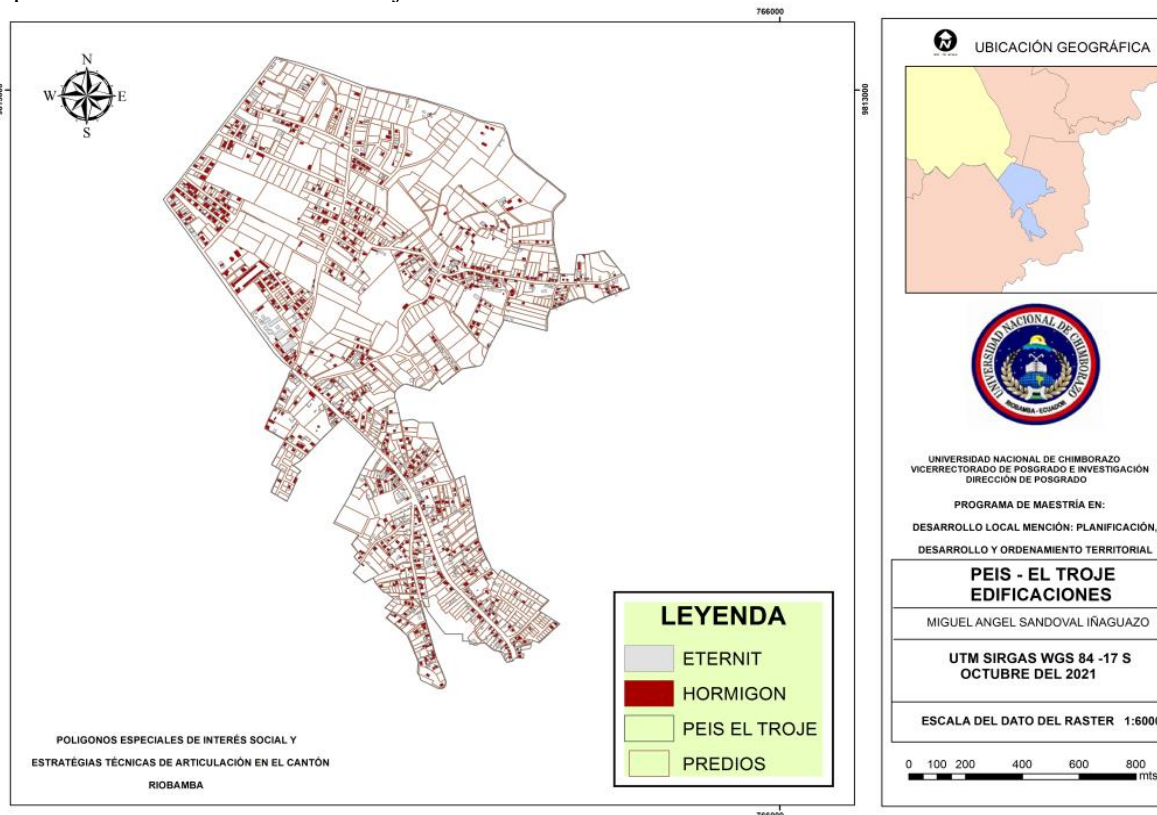 766000
9813000
9813000
N
W E
S
LEYENDA
ETERNIT
HORMIGON
PEIS EL TROJE
PREDIOS
POLIGONOS ESPECIALES DE INTERÉS SOCIAL Y
ESTRATÉGIAS TÉCNICAS DE ARTICULACIÓN EN EL CANTÓN
RIOBAMBA
766000
UBICACIÓN GEOGRÁFICA
UNIVERSIDAD NACIONAL DE CHIMBORAZO
RIOBAMBA - ECUADOR
UNIVERSIDAD NACIONAL DE CHIMBORAZO
VICERRECTORADO DE POSGRADO E INVESTIGACIÓN
DIRECCIÓN DE POSGRADO
PROGRAMA DE MAESTRÍA EN:
DESARROLLO LOCAL MENCIÓN: PLANIFICACIÓN,
DESARROLLO Y ORDENAMIENTO TERRITORIAL
PEIS - EL TROJE
EDIFICACIONES
MIGUEL ANGEL SANDOVAL IÑAGUAZO
UTM SIRGAS WGS 84 -17 S
OCTUBRE DEL 2021
ESCALA DEL DATO DEL RASTER 1:6000
0 100 200 400 600 800
mts